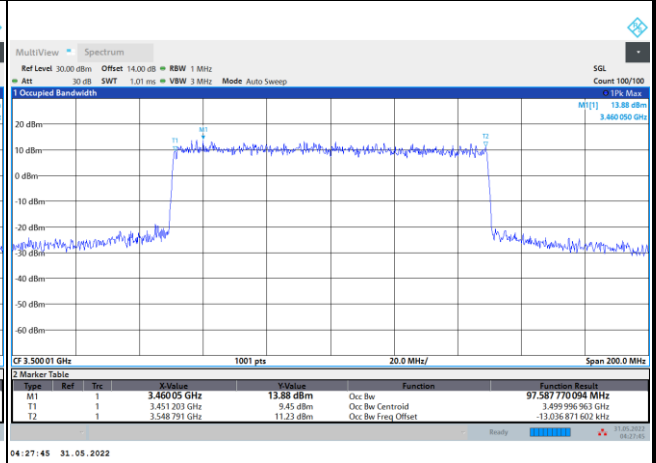 MultiView Spectrum
Ref Level 30.00 dBm Offset 14.00 dB RBW 1 MHz SGL
Att 30 dB SWT 1.01 ms VBW 3 MHz Mode Auto Sweep Count 100/100
1 Occupied Bandwidth 1Pk Max
M1[1] 13.88 dBm
3.460 050 GHz
M1
T1
T2
20 dBm
10 dBm
0 dBm
-10 dBm
-20 dBm
-30 dBm
-40 dBm
-50 dBm
-60 dBm
CF 3.500 01 GHz 1001 pts 20.0 MHz/ Span 200.0 MHz
2 Marker Table
Type Ref Trc X-Value Y-Value Function Function Result
M1 1 3.460 05 GHz 13.88 dBm Occ Bw 97.587 770 094 MHz
T1 1 3.451 203 GHz 9.45 dBm Occ Bw Centroid 3.499 996 963 GHz
T2 1 3.548 791 GHz 11.23 dBm Occ Bw Freq Offset -13.036 871 602 kHz
Ready 31.05.2022
04:27:45
04:27:45 31.05.2022